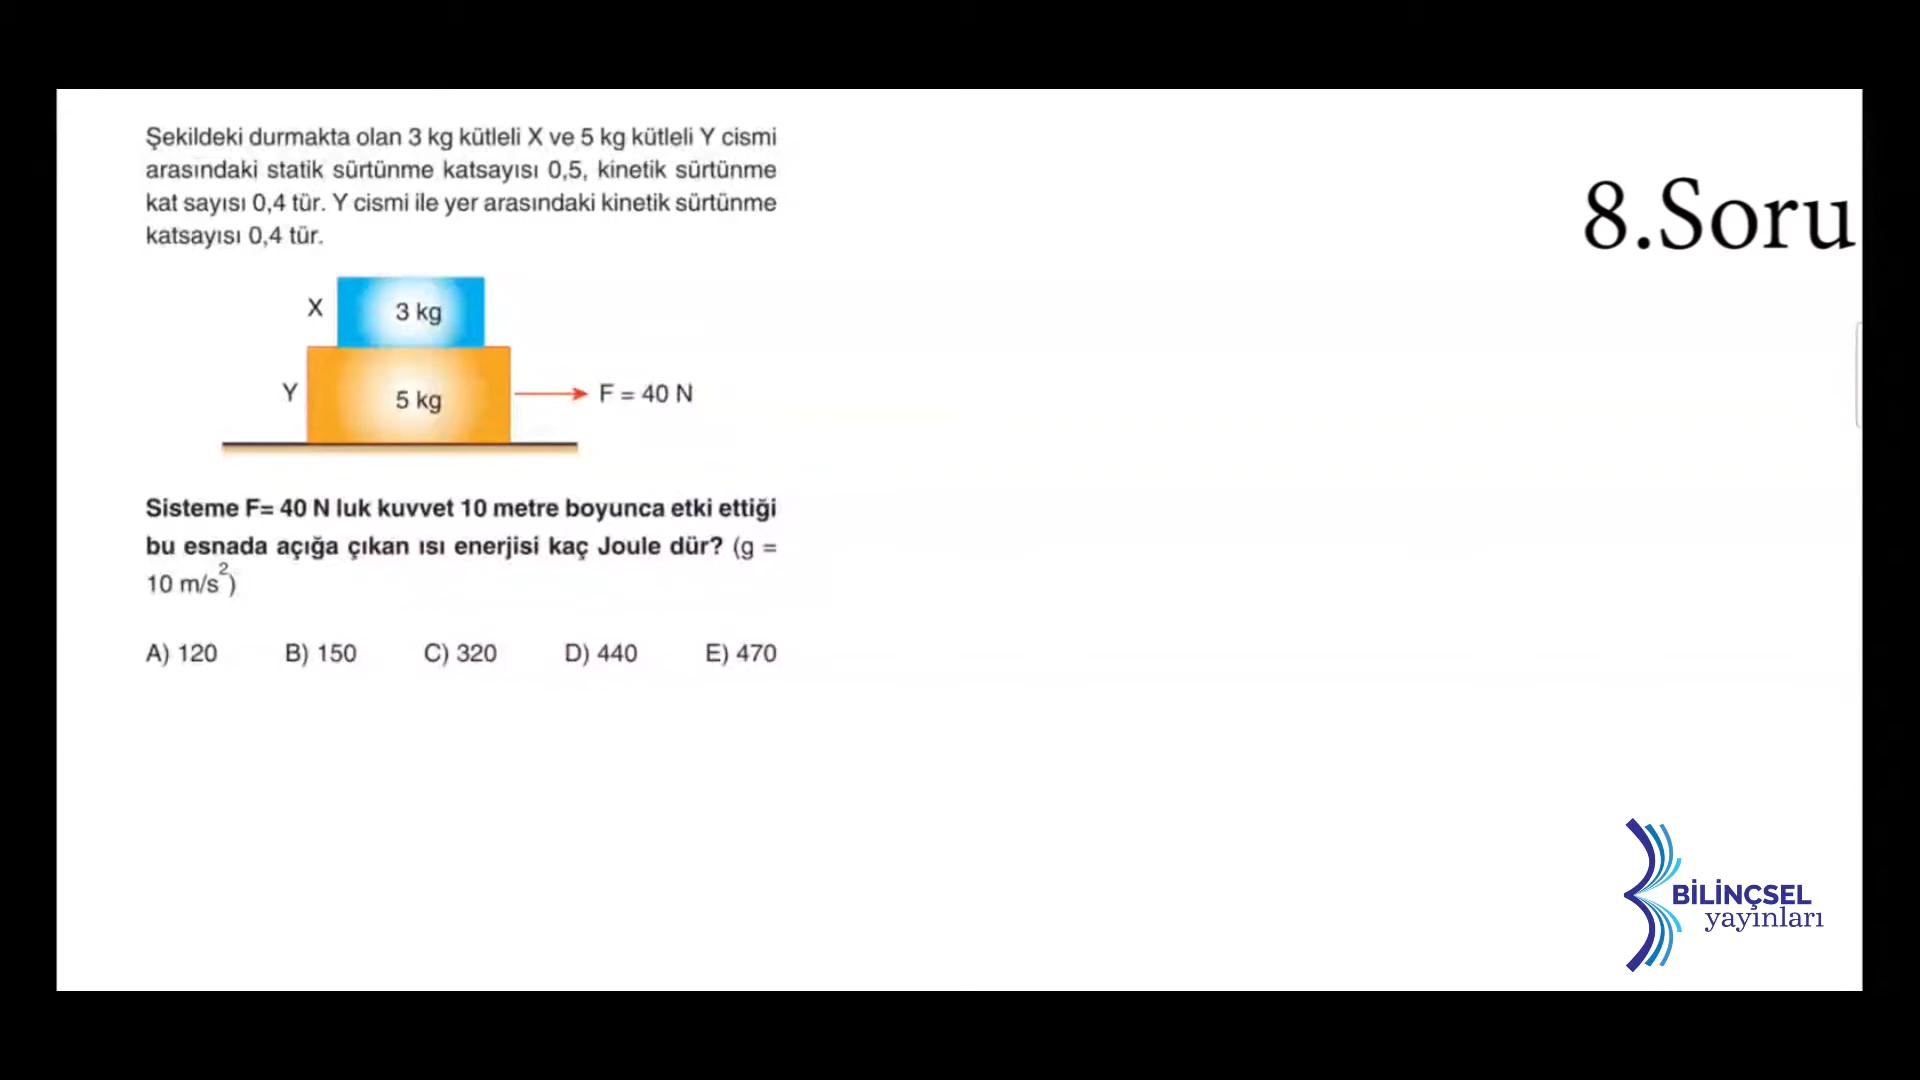 Şekildeki durmakta olan 3 kg kütleli X ve 5 kg kütleli Y cismi
arasındaki statik sürtünme katsayısı 0,5, kinetik sürtünme
kat sayısı 0,4 tür. Y cismi ile yer arasındaki kinetik sürtünme
katsayısı 0,4 tür.
8.Soru
X
3 kg
Y
5 kg
F = 40 N
Sisteme F= 40 N luk kuvvet 10 metre boyunca etki ettiği
bu esnada açığa çıkan ısı enerjisi kaç Joule dür? (g =
10 m/s²)
A) 120 B) 150 C) 320 D) 440 E) 470
BİLİNÇSEL
yayınları